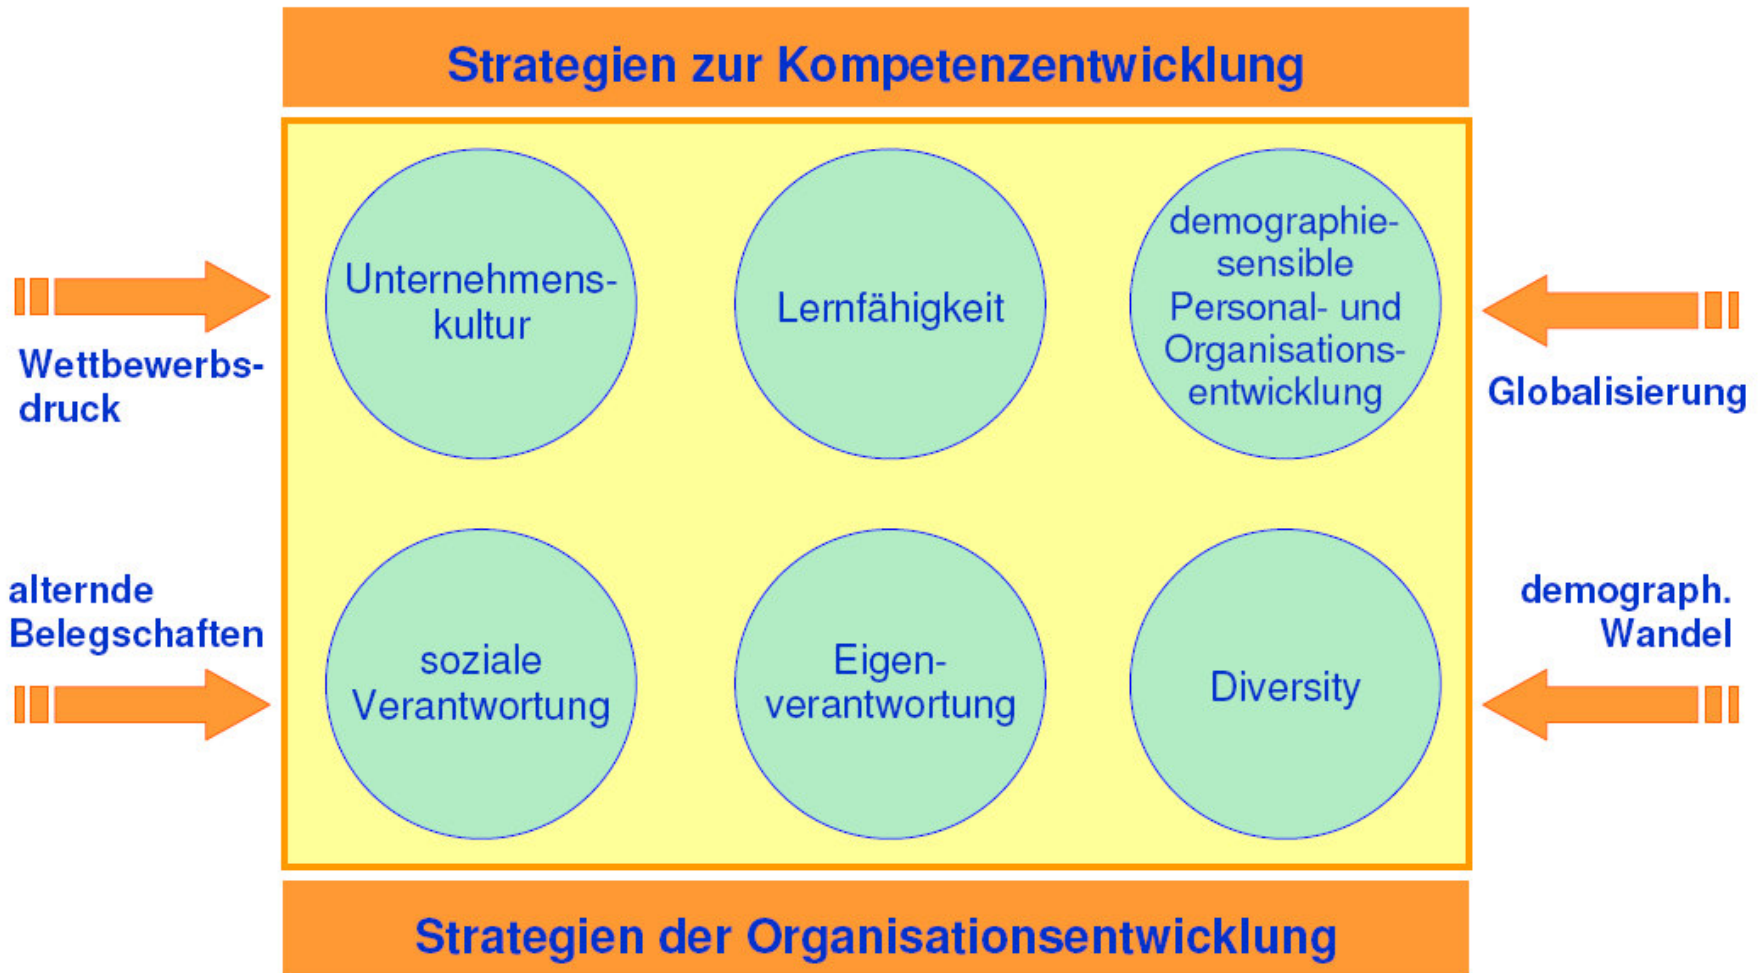 Strategien zur Kompetenzentwicklung
Unternehmens-
kultur
Lernfähigkeit
demographie-
sensible
Personal- und
Organisations-
entwicklung
Wettbewerbs-
druck
Globalisierung
alternde
Belegschaften
demograph.
Wandel
soziale
Verantwortung
Eigen-
verantwortung
Diversity
Strategien der Organisationsentwicklung